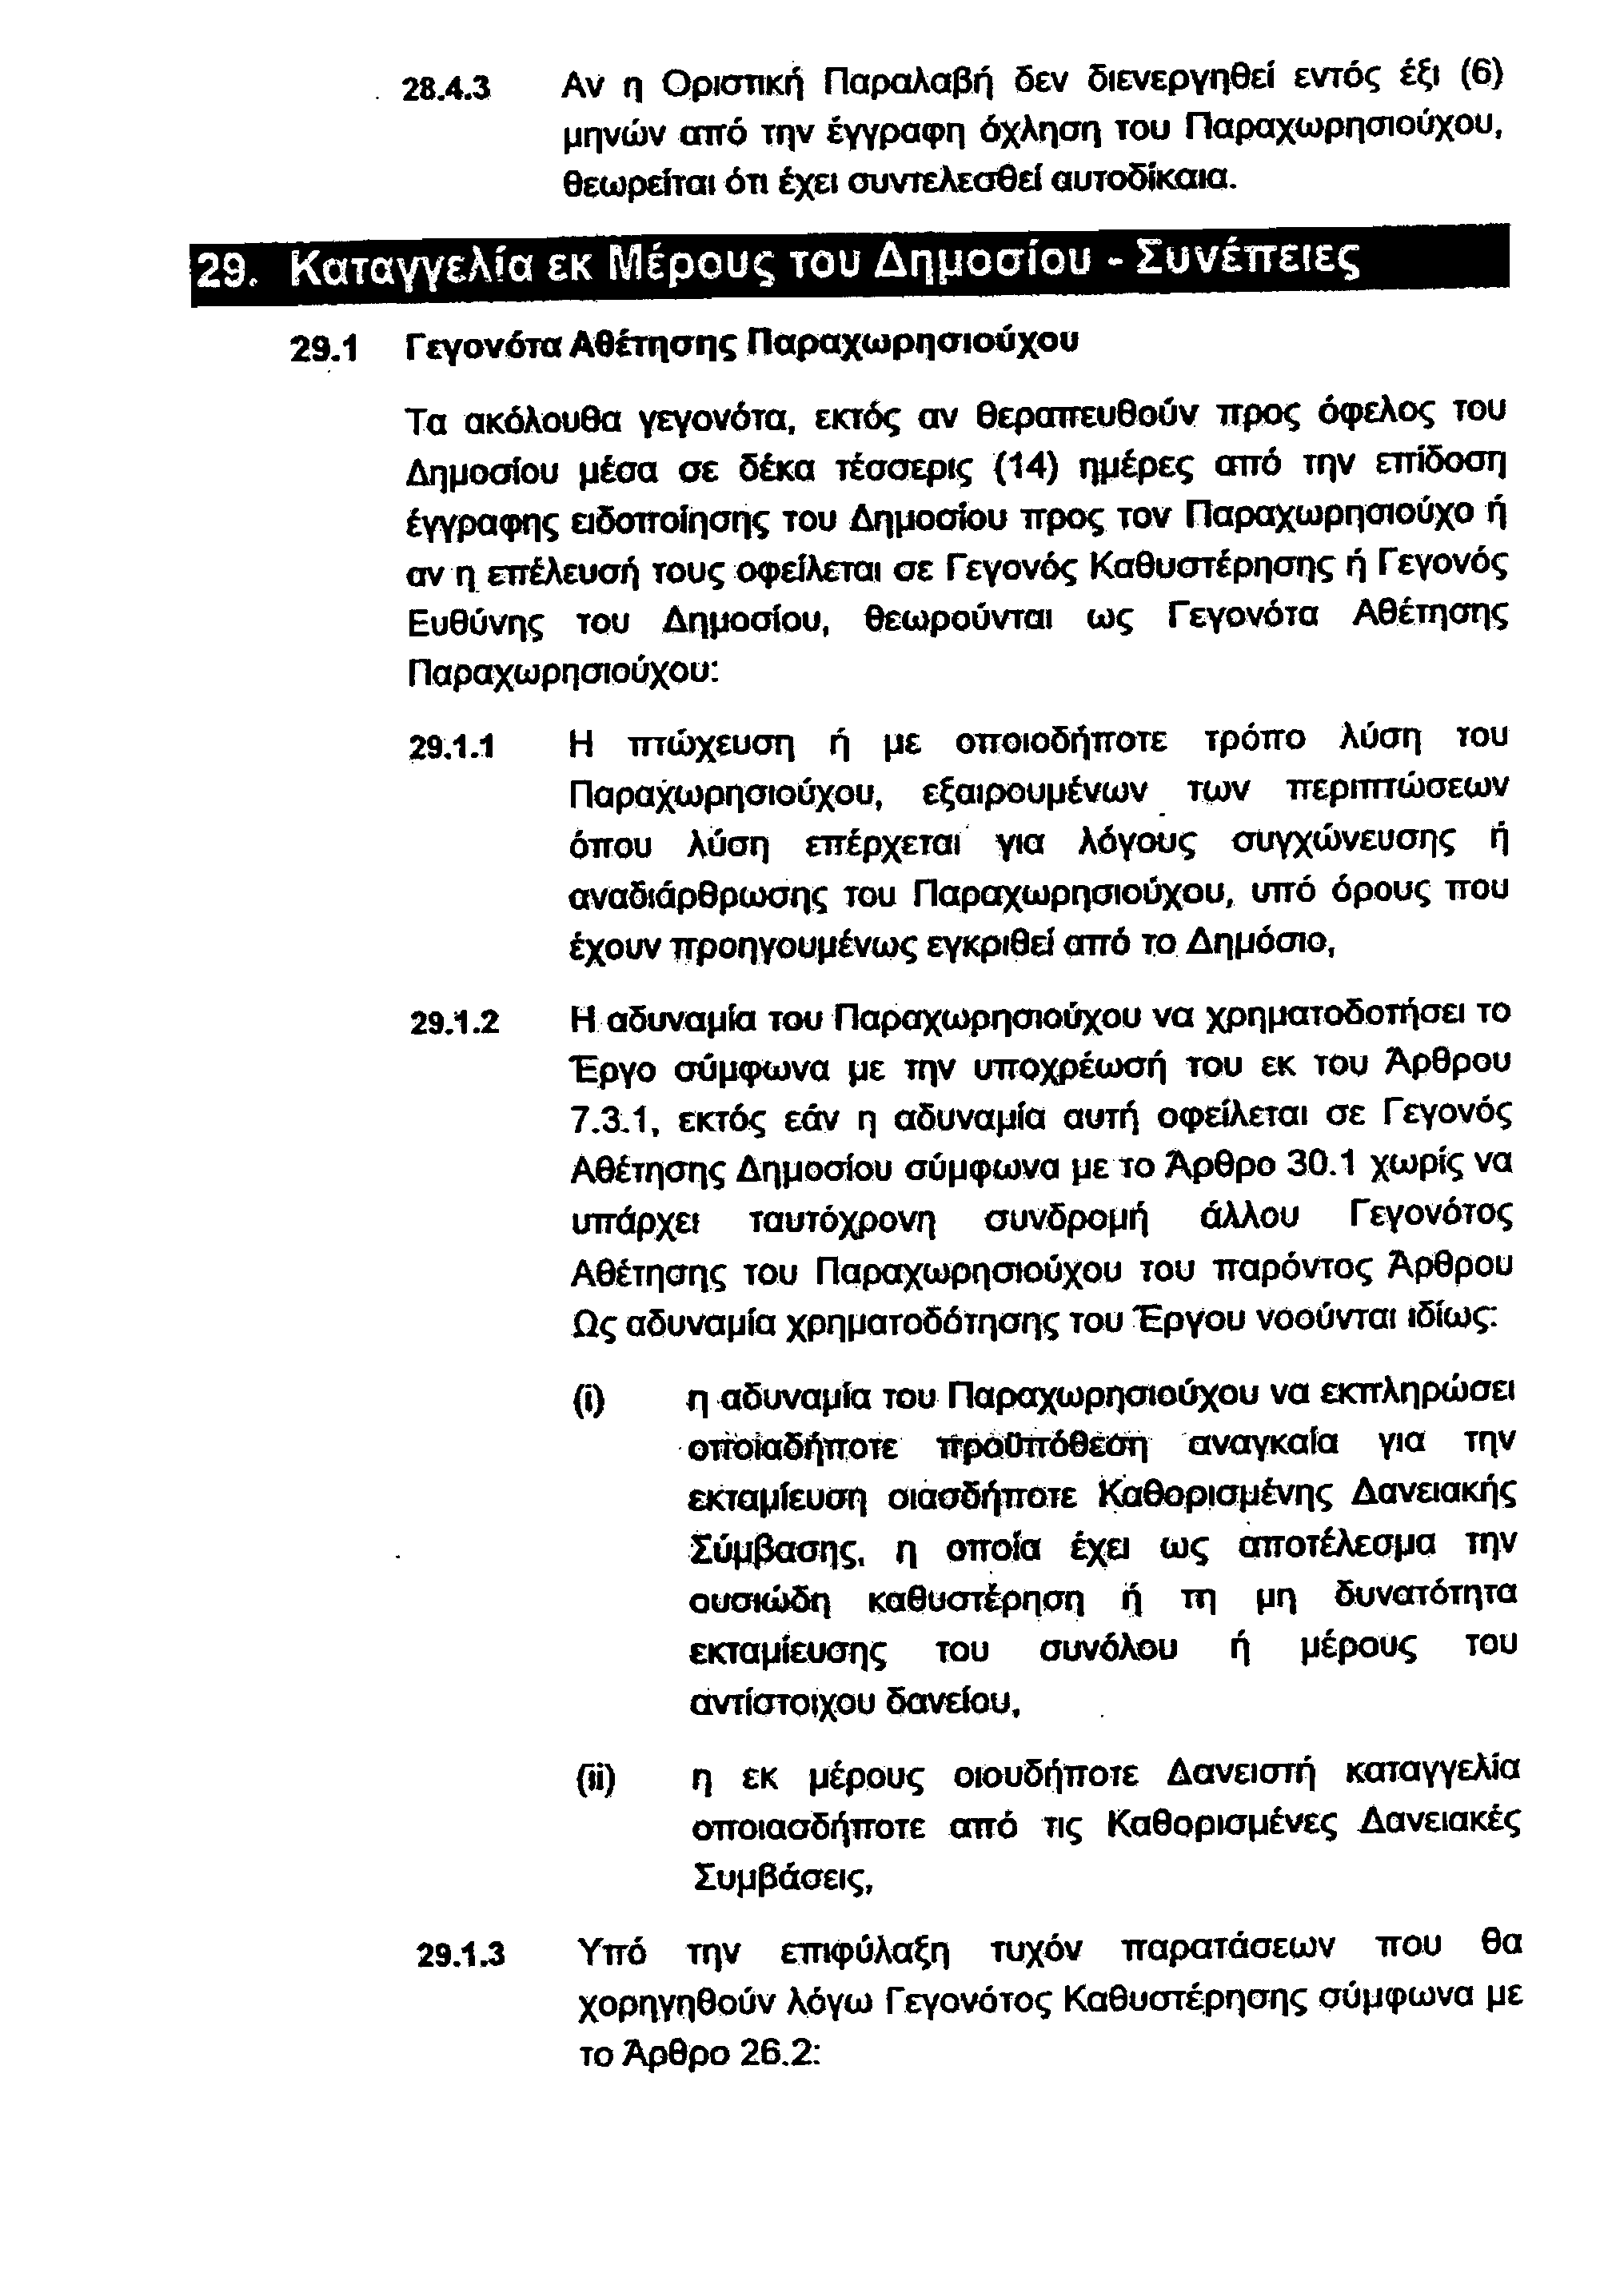 28.4.3 Αν η Οριστική Παραλαβή δεν διενεργηθεί εντός έξι (6)
μηνών από την έγγραφη όχληση του Παραχωρησιούχου,
θεωρείται ότι έχει συντελεσθεί αυτοδίκαια.
29. Καταγγελία εκ Μέρους του Δημοσίου - Συνέπειες
29.1 Γεγονότα Αθέτησης Παραχωρησιούχου
Τα ακόλουθα γεγονότα, εκτός αν θεραπευθούν προς όφελος του
Δημοσίου μέσα σε δέκα τέσσερις (14) ημέρες από την επίδοση
έγγραφης ειδοποίησης του Δημοσίου προς τον Παραχωρησιούχο ή
αν η επέλευσή τους οφείλεται σε Γεγονός Καθυστέρησης ή Γεγονός
Ευθύνης του Δημοσίου, θεωρούνται ως Γεγονότα Αθέτησης
Παραχωρησιούχου:
29.1.1 Η πτώχευση ή με οποιοδήποτε τρόπο λύση του
Παραχωρησιούχου, εξαιρουμένων των περιπτώσεων
όπου λύση επέρχεται για λόγους συγχώνευσης ή
αναδιάρθρωσης του Παραχωρησιούχου, υπό όρους που
έχουν προηγουμένως εγκριθεί από το Δημόσιο,
29.1.2 Η αδυναμία του Παραχωρησιούχου να χρηματοδοτήσει το
Έργο σύμφωνα με την υποχρέωσή του εκ του Άρθρου
7.3.1, εκτός εάν η αδυναμία αυτή οφείλεται σε Γεγονός
Αθέτησης Δημοσίου σύμφωνα με το Άρθρο 30.1 χωρίς να
υπάρχει ταυτόχρονη συνδρομή άλλου Γεγονότος
Αθέτησης του Παραχωρησιούχου του παρόντος Άρθρου
Ως αδυναμία χρηματοδότησης του Έργου νοούνται ιδίως:
(i) η αδυναμία του Παραχωρησιούχου να εκπληρώσει
οποιαδήποτε προϋπόθεση αναγκαία για την
εκταμίευση οιασδήποτε Καθορισμένης Δανειακής
Σύμβασης, η οποία έχει ως αποτέλεσμα την
ουσιώδη καθυστέρηση ή τη μη δυνατότητα
εκταμίευσης του συνόλου ή μέρους του
αντίστοιχου δανείου,
(ii) η εκ μέρους οιουδήποτε Δανειστή καταγγελία
οποιασδήποτε από τις Καθορισμένες Δανειακές
Συμβάσεις,
29.1.3 Υπό την επιφύλαξη τυχόν παρατάσεων που θα
χορηγηθούν λόγω Γεγονότος Καθυστέρησης σύμφωνα με
το Άρθρο 26.2: